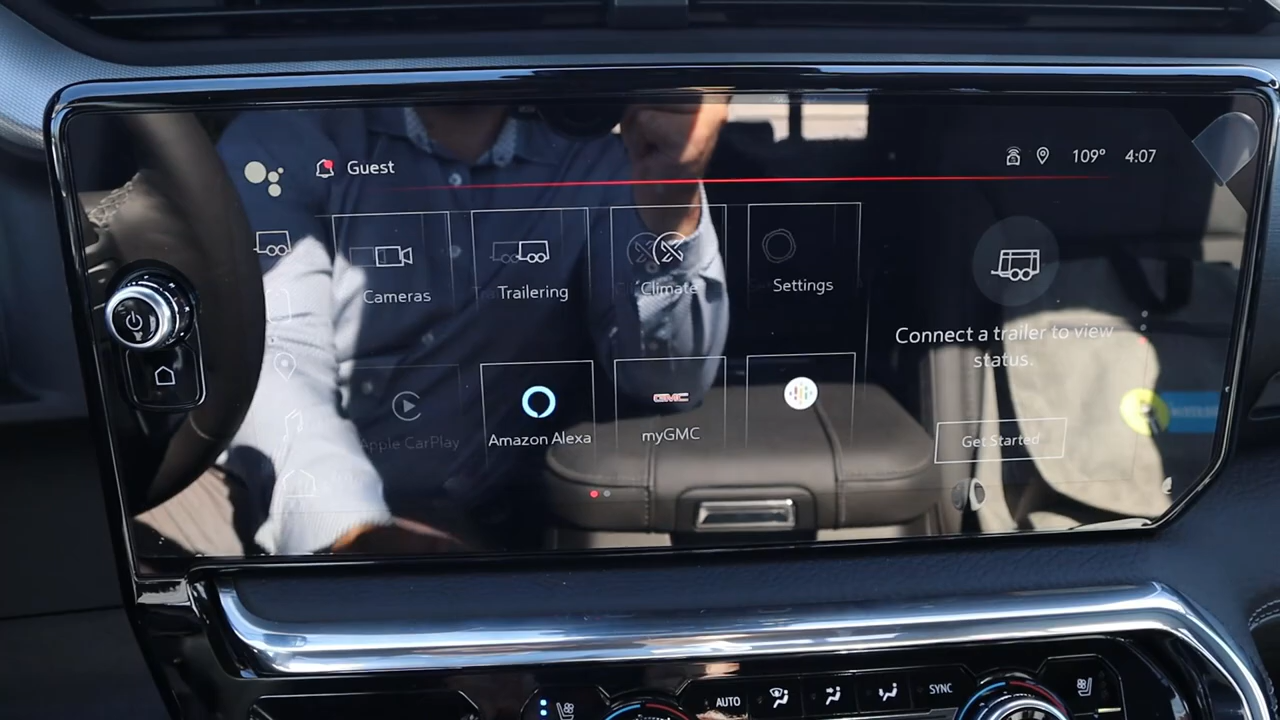 Guest
109° 4:07
Cameras
Trailering
Climate
Settings
Connect a trailer to view
status.
Apple CarPlay
Amazon Alexa
GMC
myGMC
Get Started
AUTO
SYNC